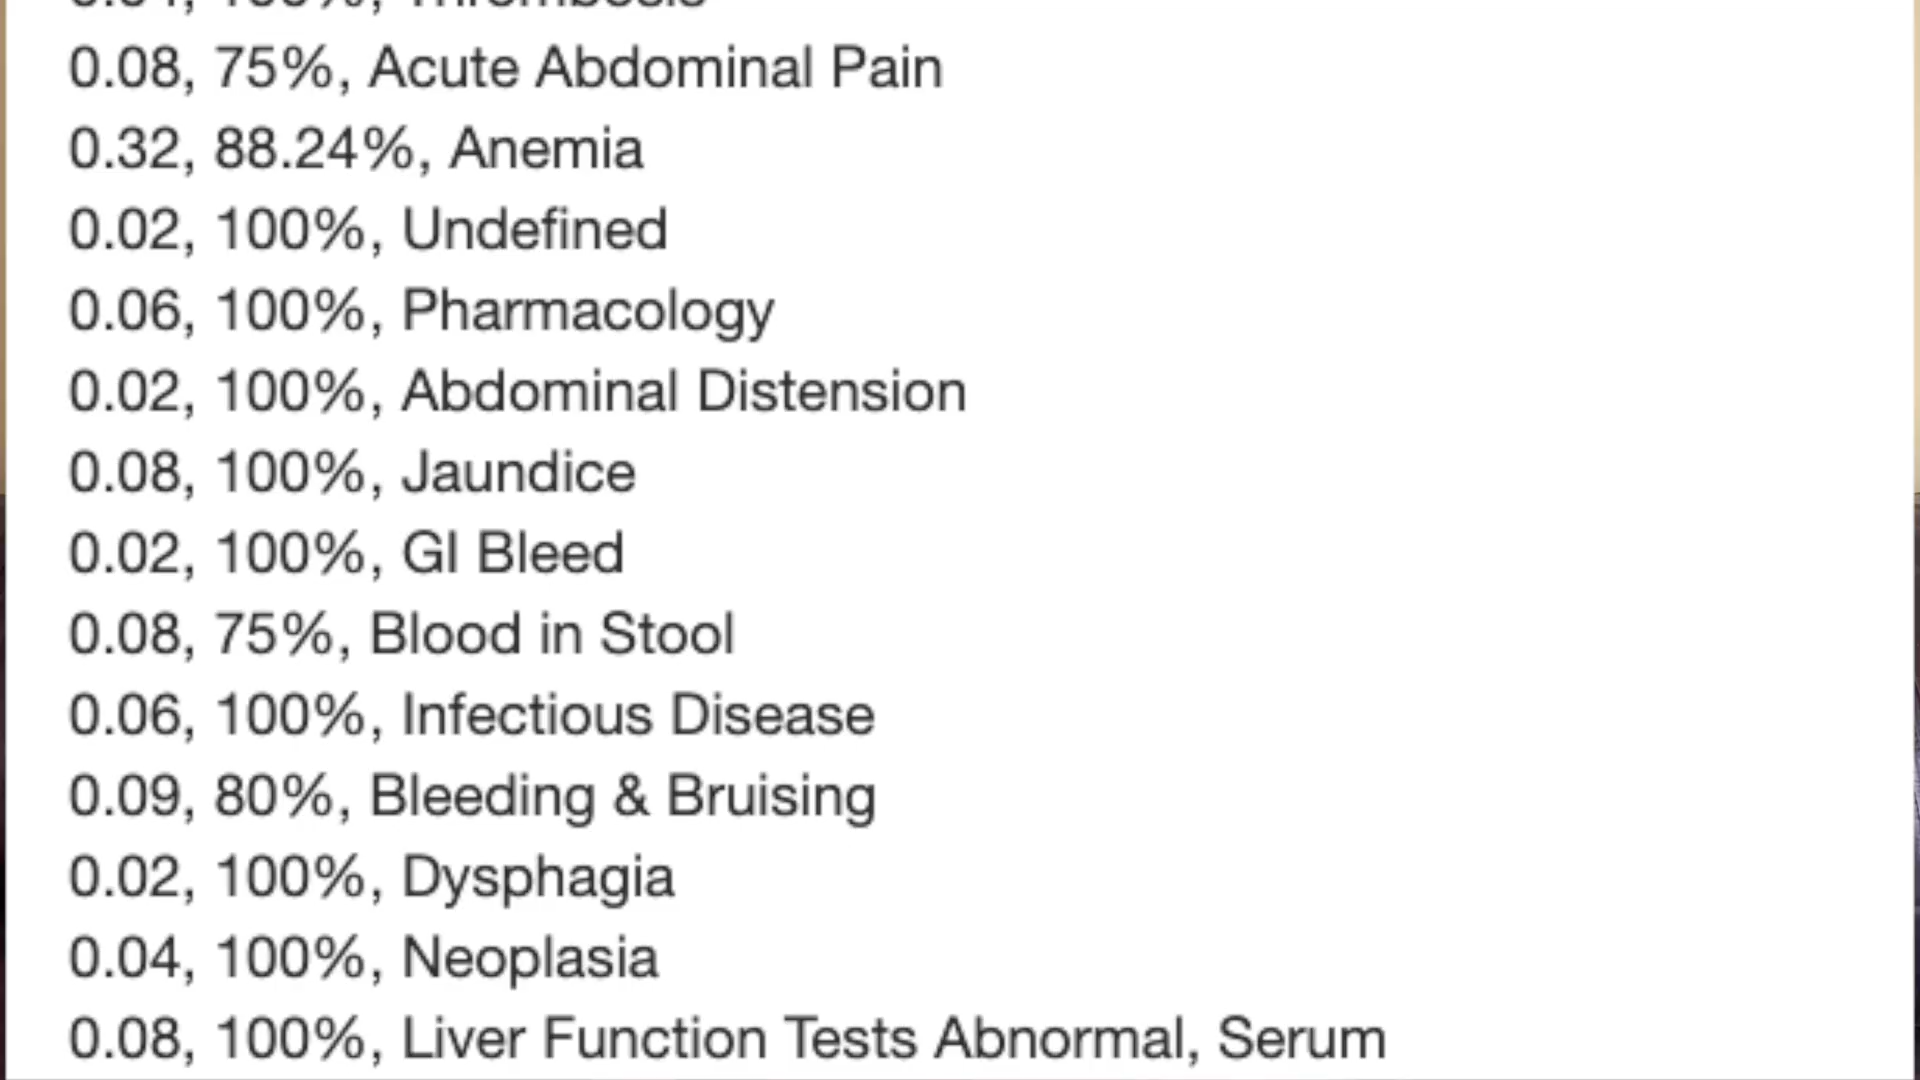 Thrombosis
0.08, 75%, Acute Abdominal Pain
0.32, 88.24%, Anemia
0.02, 100%, Undefined
0.06, 100%, Pharmacology
0.02, 100%, Abdominal Distension
0.08, 100%, Jaundice
0.02, 100%, GI Bleed
0.08, 75%, Blood in Stool
0.06, 100%, Infectious Disease
0.09, 80%, Bleeding & Bruising
0.02, 100%, Dysphagia
0.04, 100%, Neoplasia
0.08, 100%, Liver Function Tests Abnormal, Serum